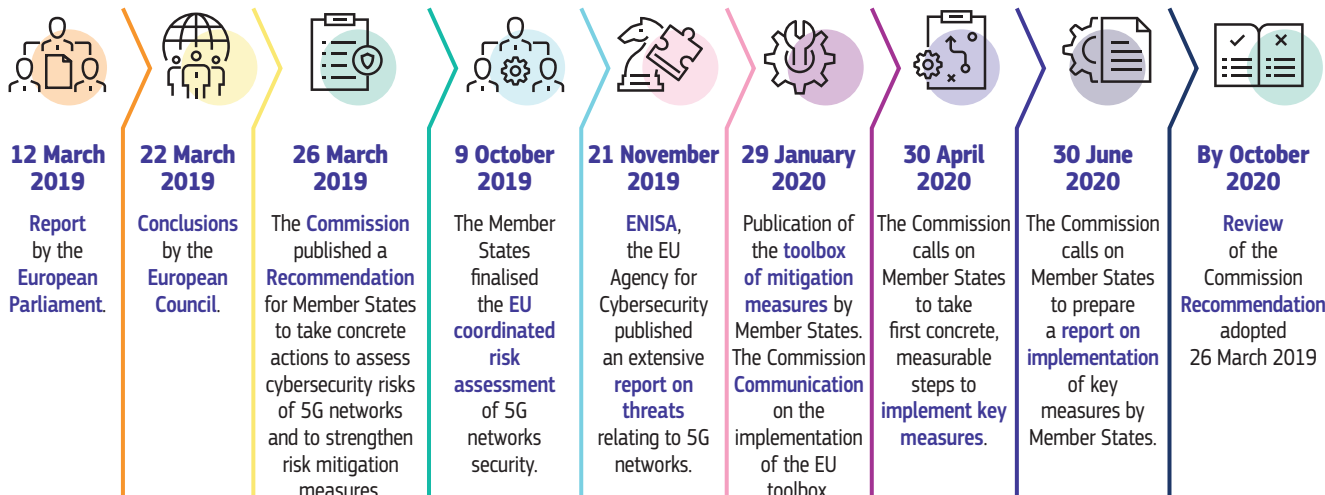 12 March
2019
Report
by the
European
Parliament.
22 March
2019
Conclusions
by the
European
Council.
26 March
2019
The Commission
published a
Recommendation
for Member States
to take concrete
actions to assess
cybersecurity risks
of 5G networks
and to strengthen
risk mitigation
measures
9 October
2019
The Member
States
finalised
the EU
coordinated
risk
assessment
of 5G
networks
security.
21 November
2019
ENISA,
the EU
Agency for
Cybersecurity
published
an extensive
report on
threats
relating to 5G
networks.
29 January
2020
Publication of
the toolbox
of mitigation
measures by
Member States.
The Commission
Communication
on the
implementation
of the EU
toolbox
30 April
2020
The Commission
calls on
Member States
to take
first concrete,
measurable
steps to
implement key
measures.
30 June
2020
The Commission
calls on
Member States
to prepare
a report on
implementation
of key
measures by
Member States.
By October
2020
Review
of the
Commission
Recommendation
adopted
26 March 2019